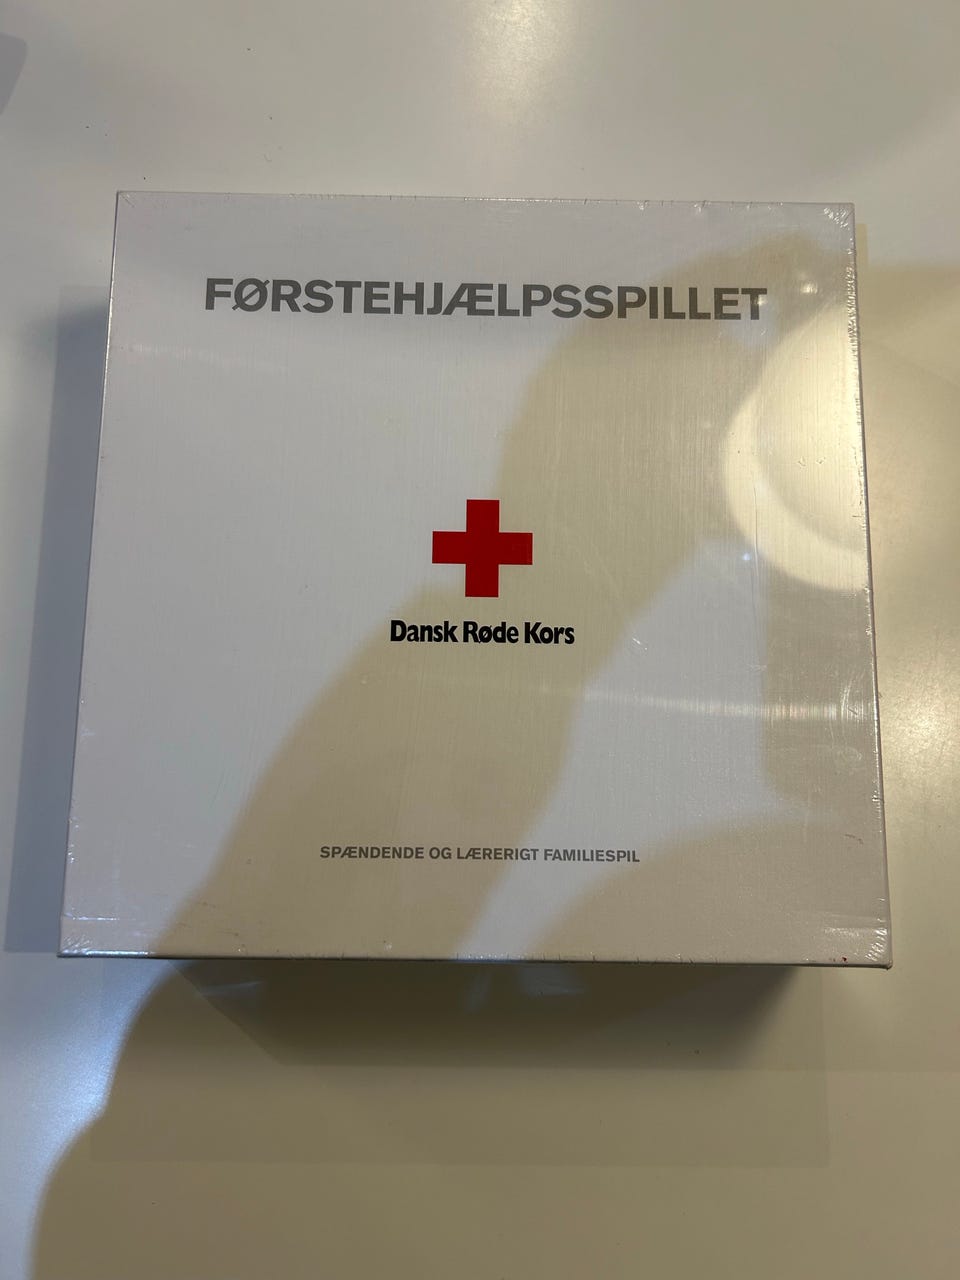 FØRSTEHJÆLPSSPILLET
Dansk Røde Kors
SPÆNDENDE OG LÆRERIGT FAMILIESPIL